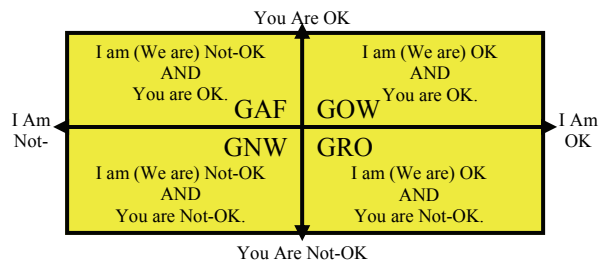 You Are OK
I am (We are) Not-OK
AND
You are OK.
GAF
I am (We are) OK
AND
You are OK.
GOW
I Am
Not-
I Am
OK
GNW
I am (We are) Not-OK
AND
You are Not-OK.
GRO
I am (We are) OK
AND
You are Not-OK.
You Are Not-OK